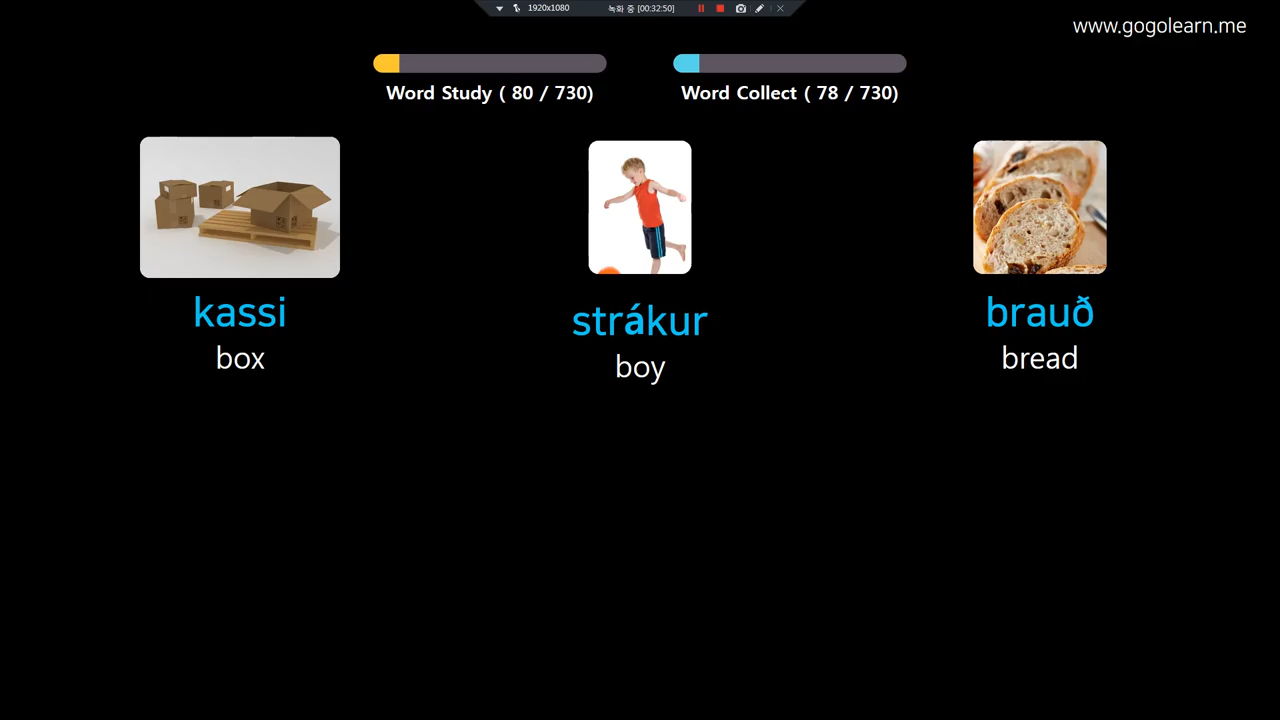 1920x1080 녹화 중 [00:32:50]
www.gogolearn.me
Word Study ( 80 / 730)
Word Collect ( 78 / 730)
kassi
box
strákur
boy
brauð
bread